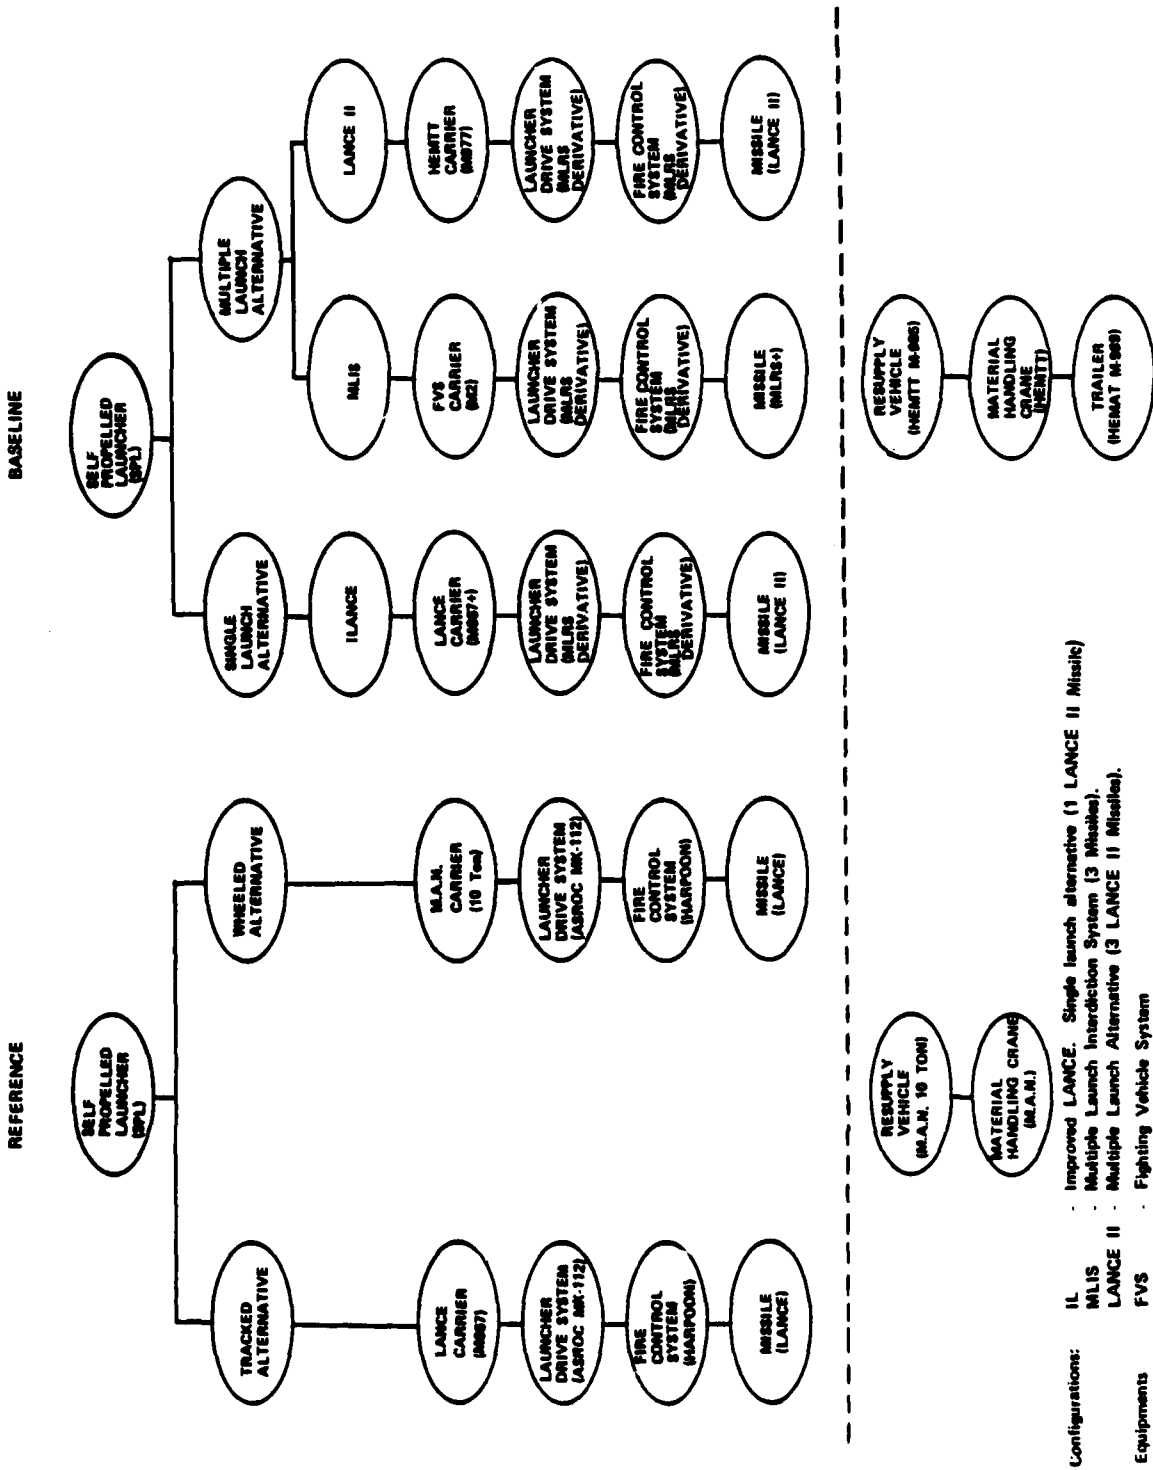 REFERENCE
SELF
PROPELLED
LAUNCHER
(SPL)
TRACKED
ALTERNATIVE
LANCE
CARRIER
(M667)
LAUNCHER
DRIVE SYSTEM
(ASROC MK-112)
FIRE
CONTROL
SYSTEM
(HARPOON)
MISSILE
(LANCE)
WHEELED
ALTERNATIVE
M.A.N.
CARRIER
(10 Ton)
LAUNCHER
DRIVE SYSTEM
(ASROC MK-112)
FIRE
CONTROL
SYSTEM
(HARPOON)
MISSILE
(LANCE)
RESUPPLY
VEHICLE
(M.A.N. 10 TON)
MATERIAL
HANDLING CRANE
(M.A.N.)
BASELINE
SELF
PROPELLED
LAUNCHER
(SPL)
SINGLE
LAUNCH
ALTERNATIVE
ILANCE
LANCE
CARRIER
(M667+)
LAUNCHER
DRIVE SYSTEM
(MLRS
DERIVATIVE)
FIRE CONTROL
SYSTEM
(MLRS
DERIVATIVE)
MISSILE
(LANCE II)
MULTIPLE
LAUNCH
ALTERNATIVE
MLIS
FVS
CARRIER
(M2)
LAUNCHER
DRIVE SYSTEM
(MLRS
DERIVATIVE)
FIRE CONTROL
SYSTEM
(MLRS
DERIVATIVE)
MISSILE
(MLRS+)
LANCE II
HEMTT
CARRIER
(M977)
LAUNCHER
DRIVE SYSTEM
(MLRS
DERIVATIVE)
FIRE CONTROL
SYSTEM
(MLRS
DERIVATIVE)
MISSILE
(LANCE II)
RESUPPLY
VEHICLE
(HEMTT M-985)
MATERIAL
HANDLING
CRANE
(HEMTT)
TRAILER
(HEMAT M-989)
Configurations: IL - Improved LANCE. Single launch alternative (1 LANCE II Missile)
MLIS - Multiple Launch Interdiction System (3 Missiles).
LANCE II - Multiple Launch Alternative (3 LANCE II Missiles).
Equipments FVS - Fighting Vehicle System